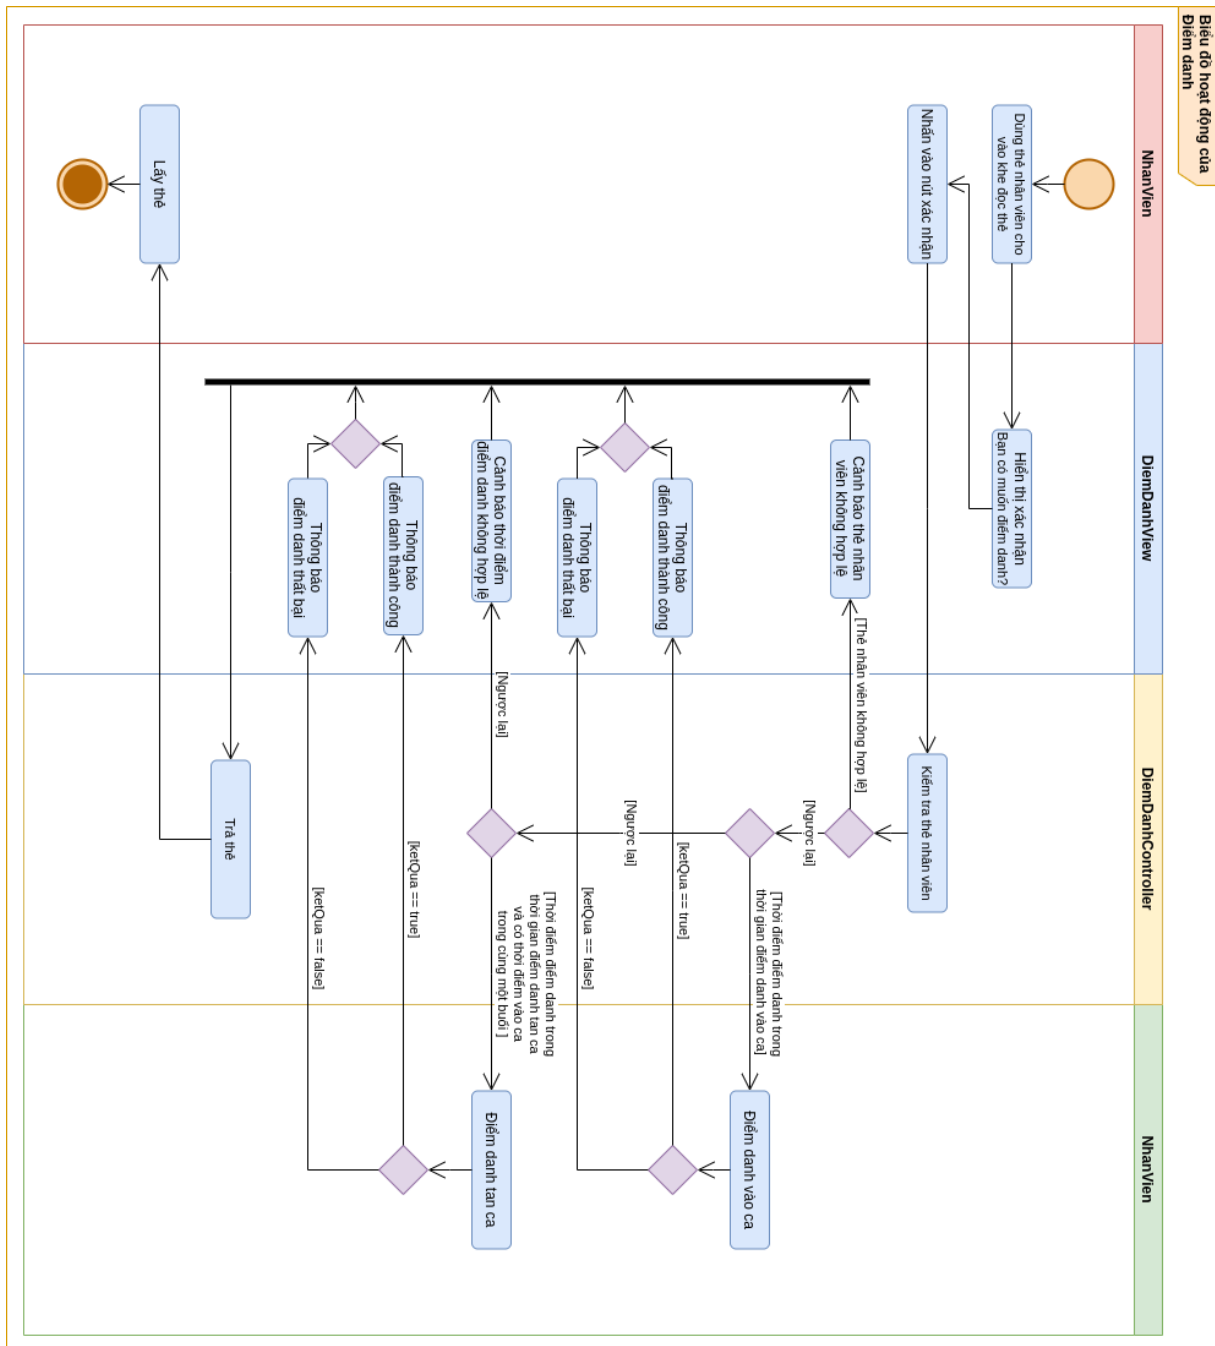 Biểu đồ hoạt động của
Điểm danh
NhanVien
DiemDanhView
DiemDanhController
NhanVien
Dùng thẻ nhân viên cho
vào khe đọc thẻ
Hiển thị xác nhận
Bạn có muốn điểm danh?
Nhấn vào nút xác nhận
Kiểm tra thẻ nhân viên
[Thẻ nhân viên không hợp lệ]
Cảnh báo thẻ nhân
viên không hợp lệ
[Ngược lại]
[Thời điểm điểm danh trong
thời gian điểm danh vào ca]
Điểm danh vào ca
[ketQua == true]
Thông báo
điểm danh thành công
[ketQua == false]
Thông báo
điểm danh thất bại
[Ngược lại]
[Thời điểm điểm danh trong
thời gian điểm danh tan ca
và có thời điểm vào ca
trong cùng một buổi ]
Điểm danh tan ca
[Ngược lại]
Cảnh báo thời điểm
điểm danh không hợp lệ
[ketQua == true]
Thông báo
điểm danh thành công
[ketQua == false]
Thông báo
điểm danh thất bại
Trả thẻ
Lấy thẻ